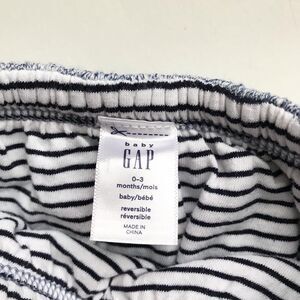 baby
GAP
0-3
months/mois
baby/bébé
reversible
réversible
MADE IN
CHINA